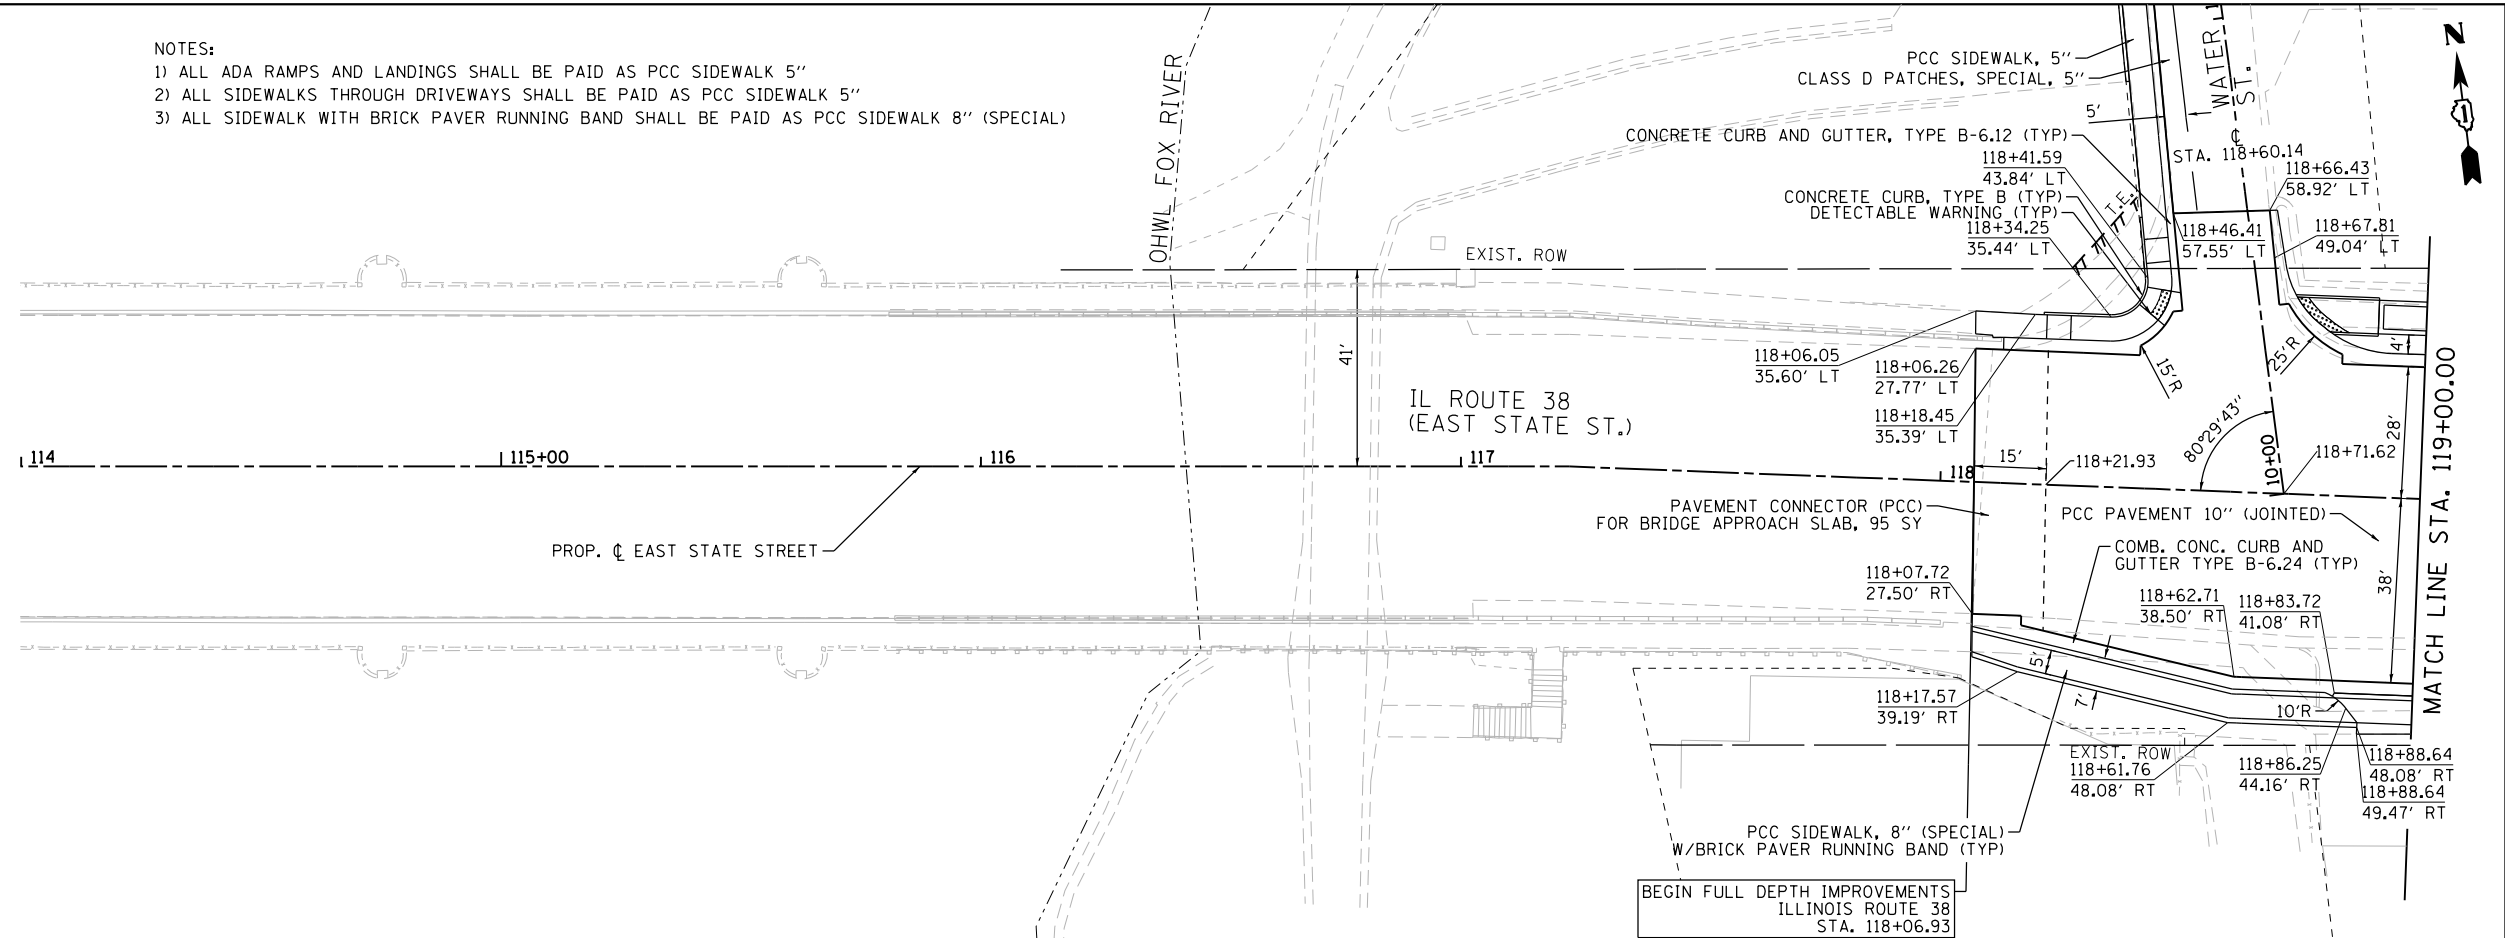 NOTES:
1) ALL ADA RAMPS AND LANDINGS SHALL BE PAID AS PCC SIDEWALK 5''
2) ALL SIDEWALKS THROUGH DRIVEWAYS SHALL BE PAID AS PCC SIDEWALK 5''
3) ALL SIDEWALK WITH BRICK PAVER RUNNING BAND SHALL BE PAID AS PCC SIDEWALK 8'' (SPECIAL)
OHWL FOX RIVER
PCC SIDEWALK, 5''
CLASS D PATCHES, SPECIAL, 5''
5'
WATER
ST.
N
CONCRETE CURB AND GUTTER, TYPE B-6.12 (TYP)
℄
STA. 118+60.14
118+41.59
43.84' LT
118+66.43
58.92' LT
CONCRETE CURB, TYPE B (TYP)
DETECTABLE WARNING (TYP)
T.E.
118+34.25
35.44' LT
118+46.41
57.55' LT
118+67.81
49.04' LT
EXIST. ROW
41'
118+06.05
35.60' LT
118+06.26
27.77' LT
118+18.45
35.39' LT
15'R
25'R
4'
IL ROUTE 38
(EAST STATE ST.)
28'
80°29'43''
10+00
118+71.62
114
115+00
116
117
118
15'
118+21.93
PROP. ℄ EAST STATE STREET
PAVEMENT CONNECTOR (PCC)
FOR BRIDGE APPROACH SLAB, 95 SY
PCC PAVEMENT 10'' (JOINTED)
COMB. CONC. CURB AND
GUTTER TYPE B-6.24 (TYP)
38'
MATCH LINE STA. 119+00.00
118+07.72
27.50' RT
118+62.71
38.50' RT
118+83.72
41.08' RT
5'
7'
10'R
118+17.57
39.19' RT
EXIST. ROW
118+61.76
48.08' RT
118+86.25
44.16' RT
118+88.64
48.08' RT
118+88.64
49.47' RT
PCC SIDEWALK, 8'' (SPECIAL)
W/BRICK PAVER RUNNING BAND (TYP)
BEGIN FULL DEPTH IMPROVEMENTS
ILLINOIS ROUTE 38
STA. 118+06.93